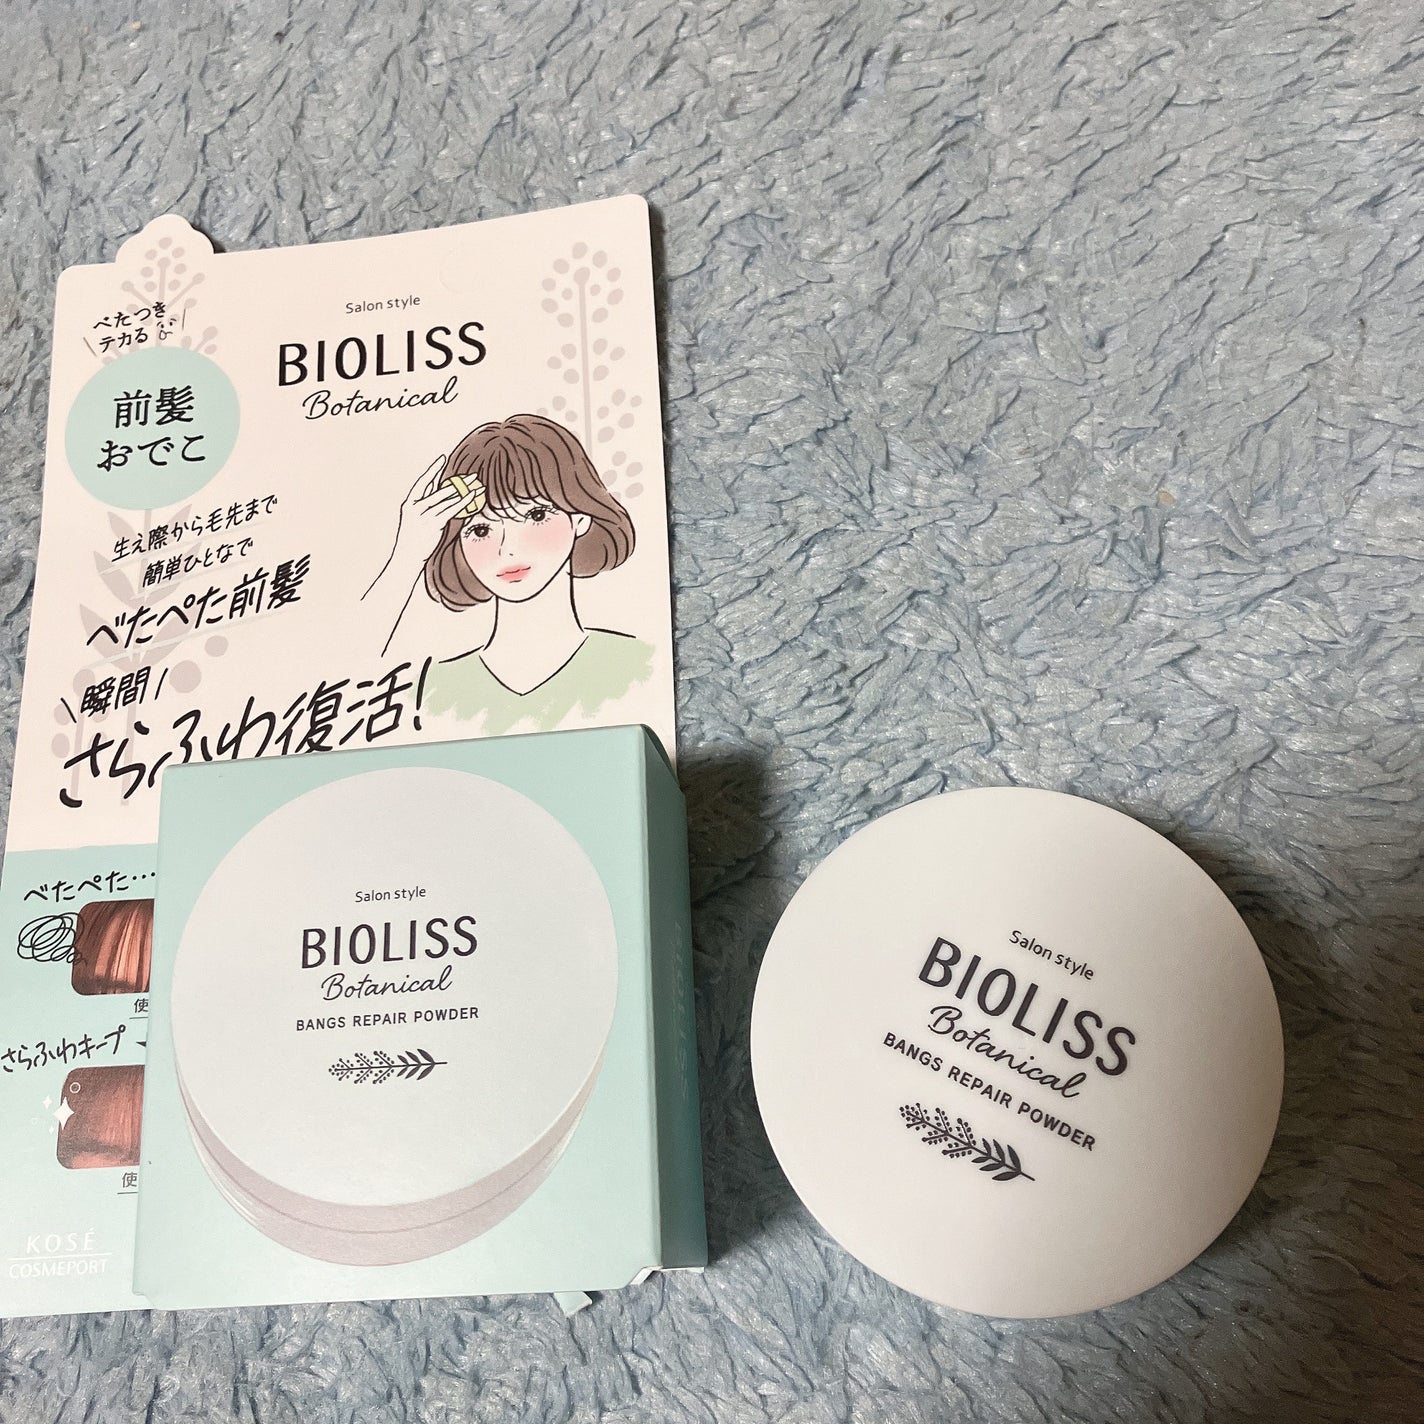 べたつき
テカる
前髪
おでこ
Salon style
BIOLISS
Botanical
生え際から毛先まで
簡単ひとなで
べたぺた前髪
瞬間
さらふわ復活!
べたぺた…
使
さらふわキープ
使
KOSÉ
COSMEPORT
Salon style
BIOLISS
Botanical
BANGS REPAIR POWDER
Salon style
BIOLISS
Botanical
BANGS REPAIR POWDER